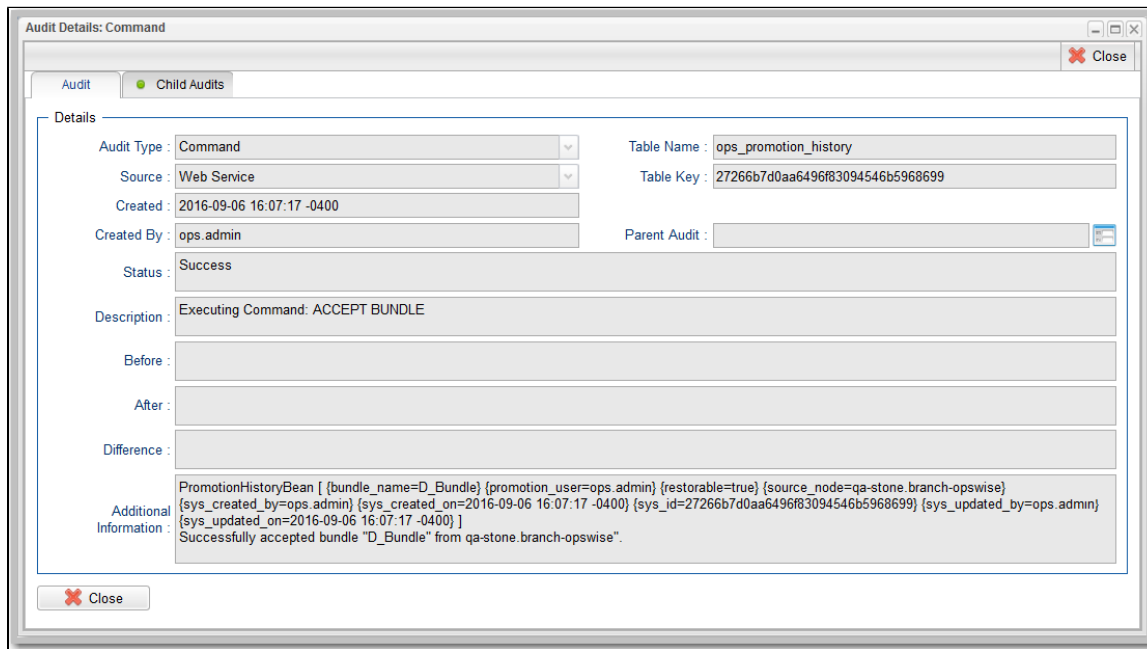 Audit Details: Command
Close
Audit
Child Audits
Details
Audit Type : Command
Table Name : ops_promotion_history
Source : Web Service
Table Key : 27266b7d0aa6496f83094546b5968699
Created : 2016-09-06 16:07:17 -0400
Created By : ops.admin
Parent Audit :
Status : Success
Description : Executing Command: ACCEPT BUNDLE
Before :
After :
Difference :
Additional Information :
PromotionHistoryBean [ {bundle_name=D_Bundle} {promotion_user=ops.admin} {restorable=true} {source_node=qa-stone.branch-opswise}
{sys_created_by=ops.admin} {sys_created_on=2016-09-06 16:07:17 -0400} {sys_id=27266b7d0aa6496f83094546b5968699} {sys_updated_by=ops.admin}
{sys_updated_on=2016-09-06 16:07:17 -0400} ]
Successfully accepted bundle "D_Bundle" from qa-stone.branch-opswise".
Close